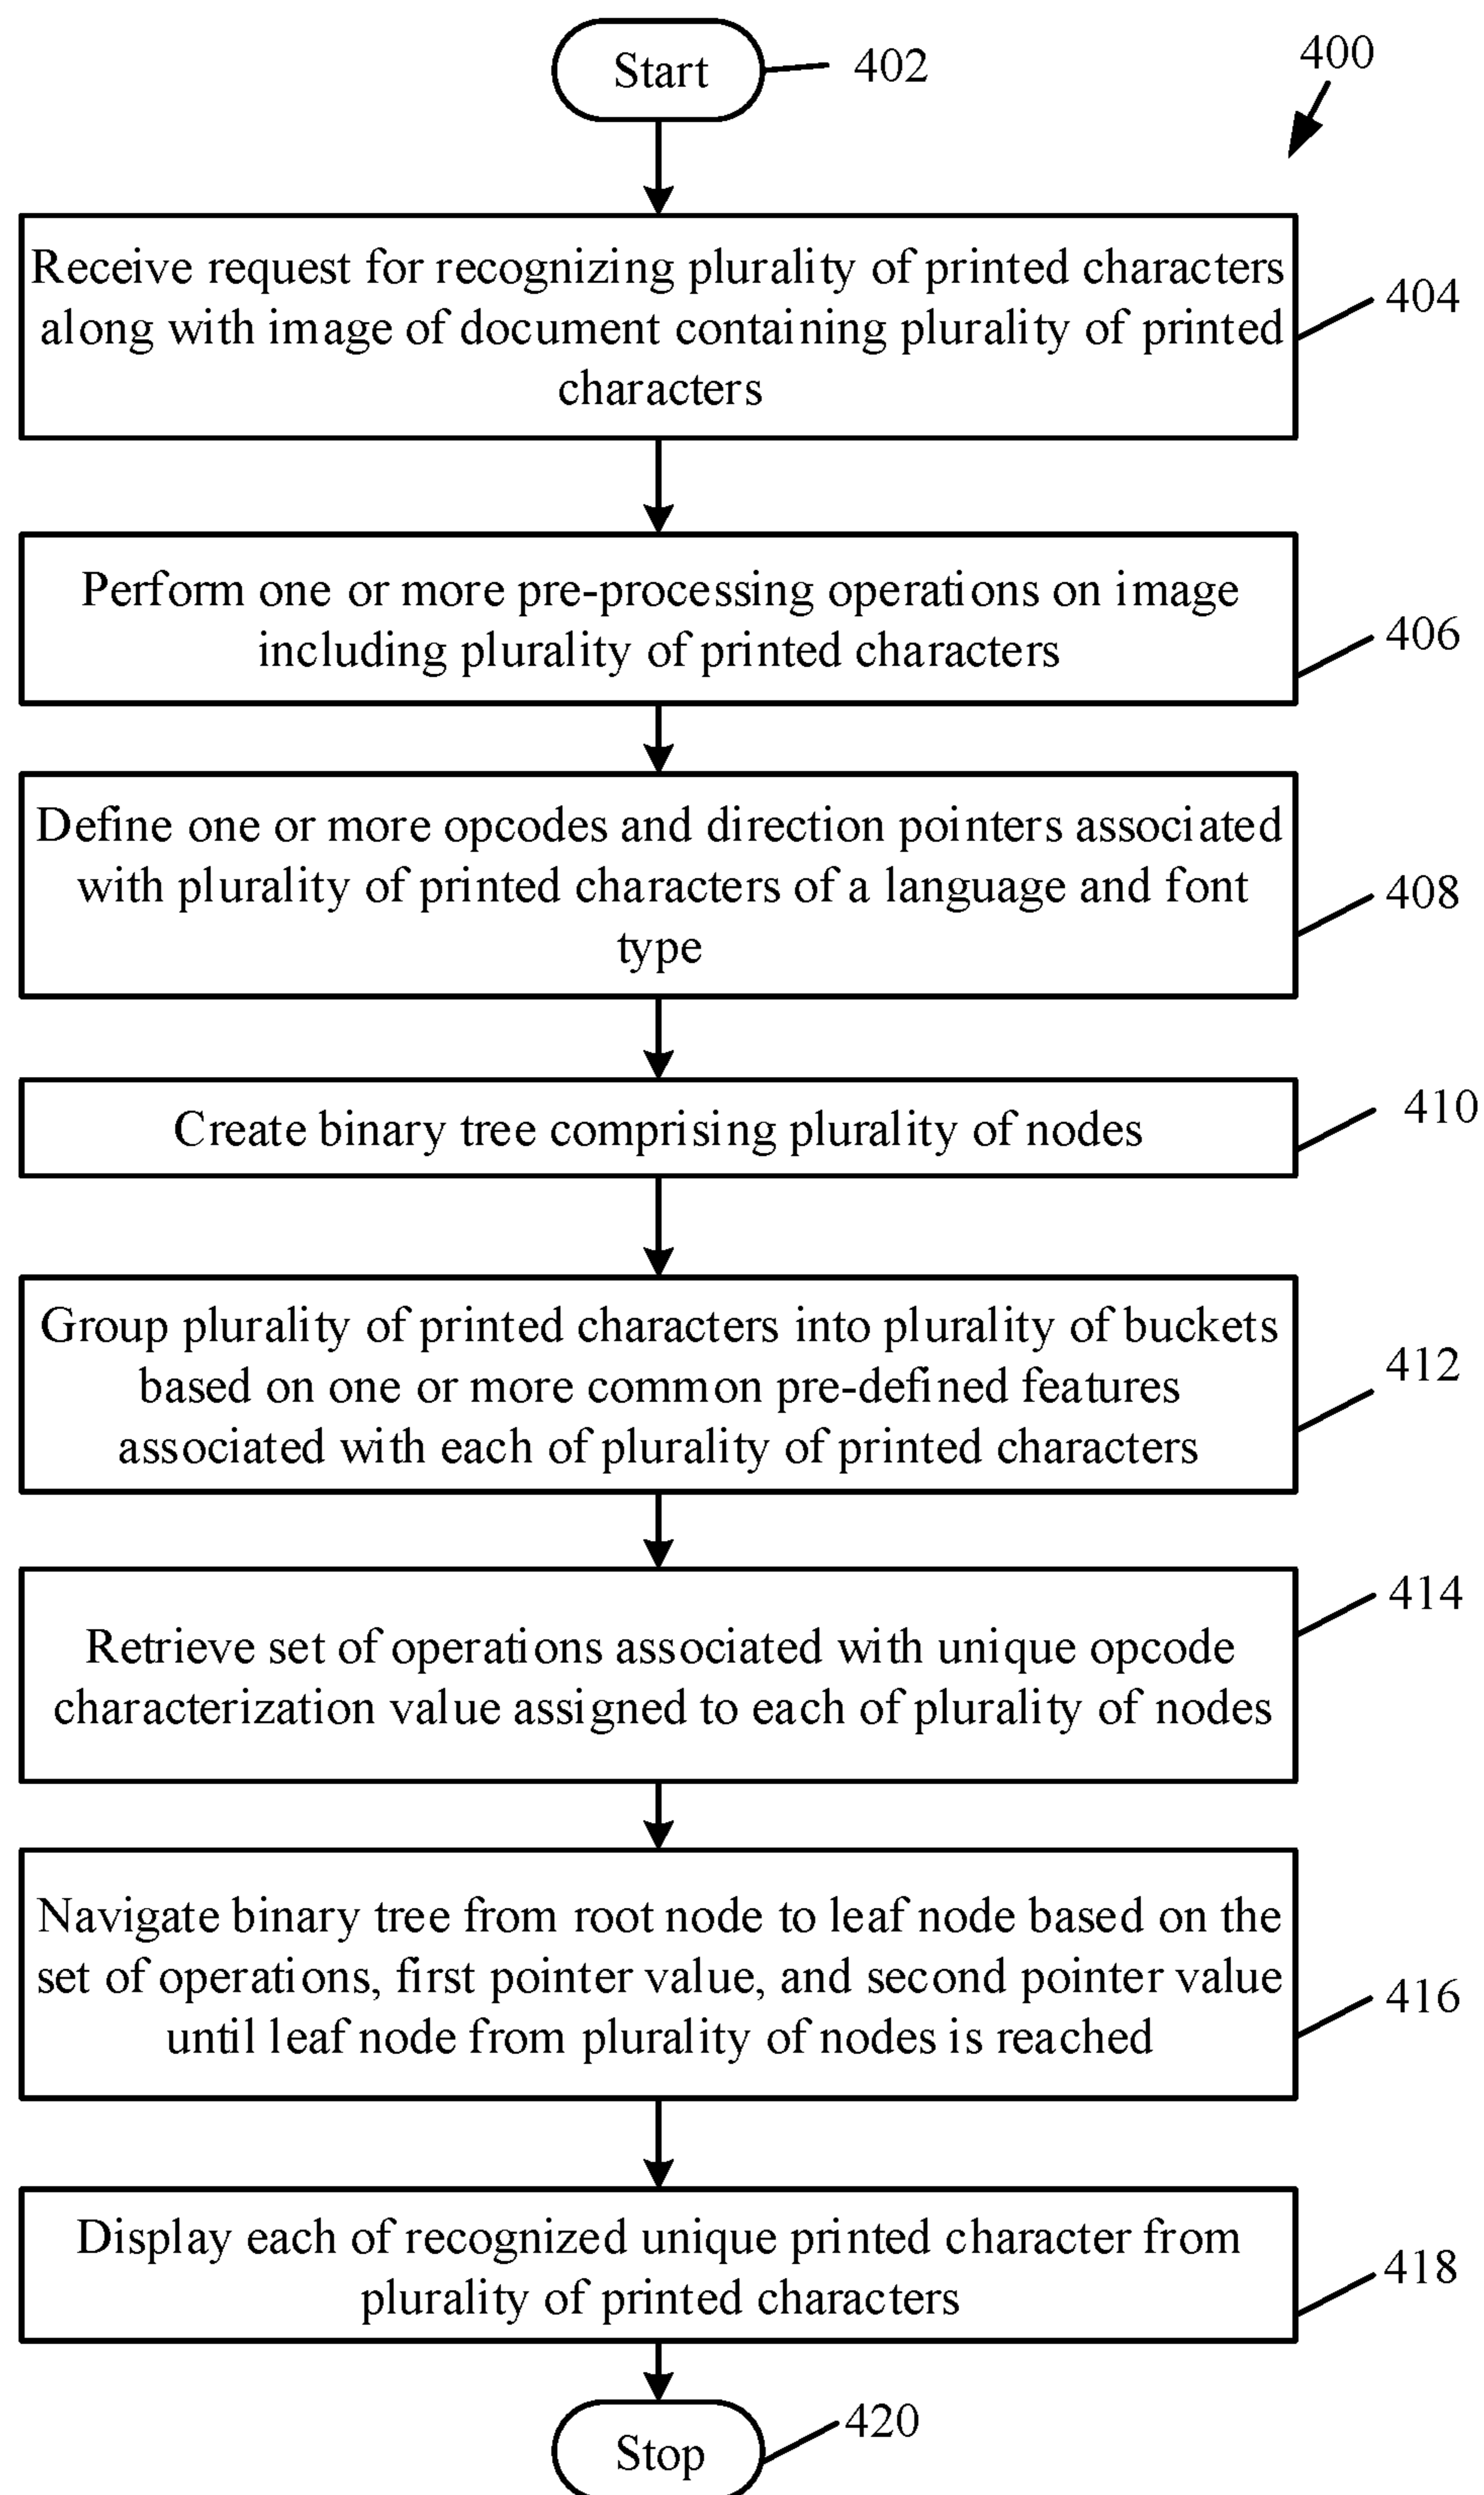 Start
402
400
Receive request for recognizing plurality of printed characters
along with image of document containing plurality of printed
characters
404
Perform one or more pre-processing operations on image
including plurality of printed characters
406
Define one or more opcodes and direction pointers associated
with plurality of printed characters of a language and font
type
408
Create binary tree comprising plurality of nodes
410
Group plurality of printed characters into plurality of buckets
based on one or more common pre-defined features
associated with each of plurality of printed characters
412
Retrieve set of operations associated with unique opcode
characterization value assigned to each of plurality of nodes
414
Navigate binary tree from root node to leaf node based on the
set of operations, first pointer value, and second pointer value
until leaf node from plurality of nodes is reached
416
Display each of recognized unique printed character from
plurality of printed characters
418
Stop
420